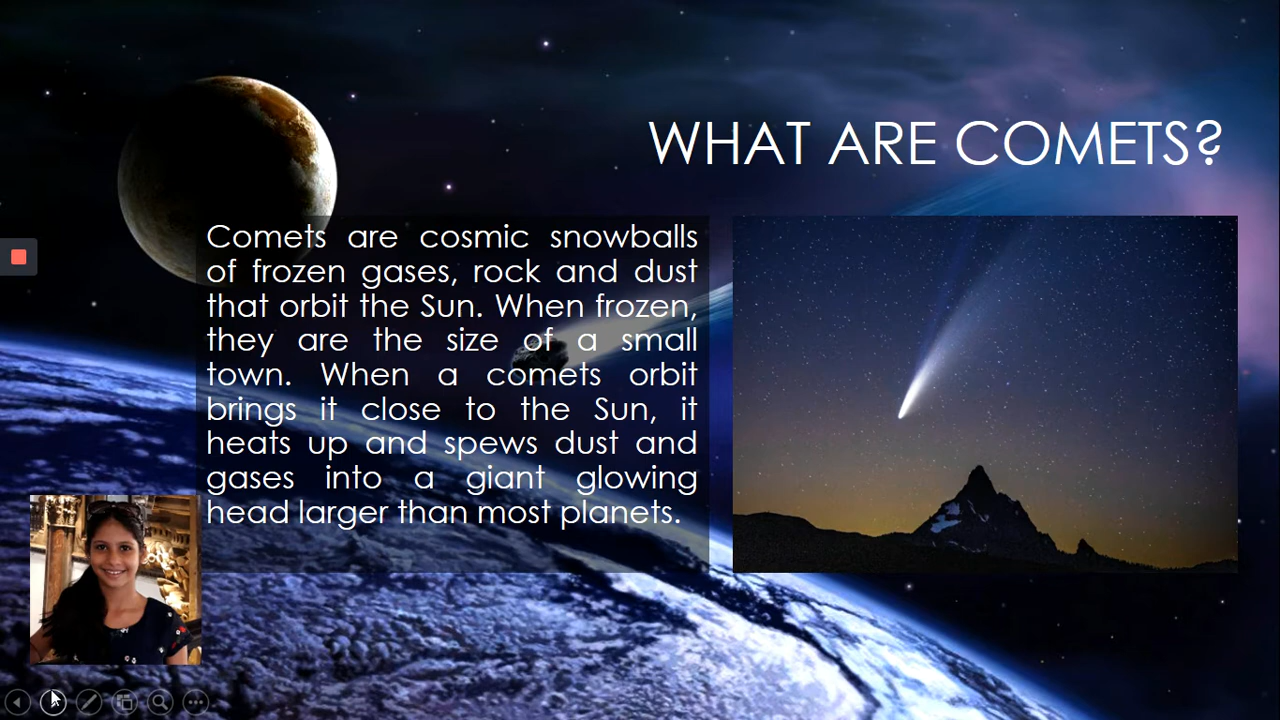 WHAT ARE COMETS?
Comets are cosmic snowballs
of frozen gases, rock and dust
that orbit the Sun. When frozen,
they are the size of a small
town. When a comets orbit
brings it close to the Sun, it
heats up and spews dust and
gases into a giant glowing
head larger than most planets.